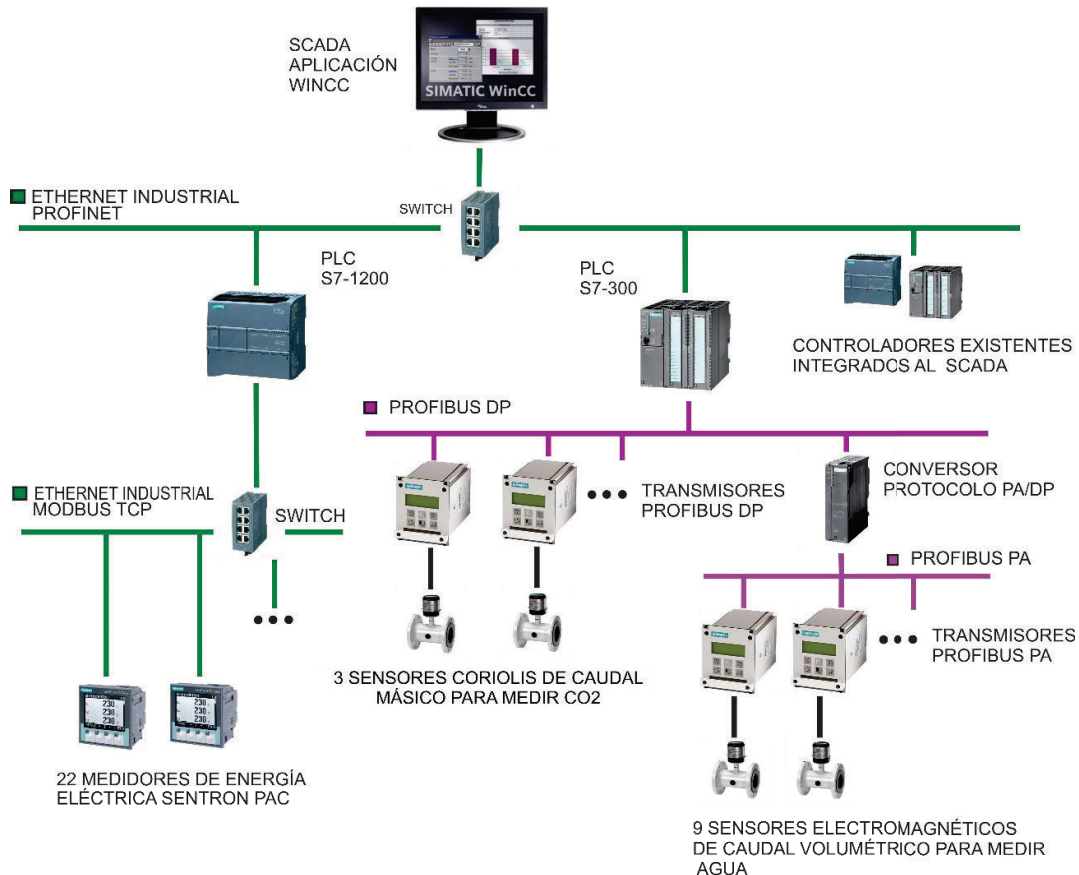 SCADA
APLICACIÓN
WINCC
SIMATIC WinCC
ETHERNET INDUSTRIAL
PROFINET
SWITCH
PLC
S7-1200
PLC
S7-300
CONTROLADORES EXISTENTES
INTEGRADOS AL SCADA
PROFIBUS DP
ETHERNET INDUSTRIAL
MODBUS TCP
SWITCH
TRANSMISORES
PROFIBUS DP
CONVERSOR
PROTOCOLO PA/DP
PROFIBUS PA
TRANSMISORES
PROFIBUS PA
3 SENSORES CORIOLIS DE CAUDAL
MÁSICO PARA MEDIR CO2
230
230
230
230
230
230
22 MEDIDORES DE ENERGÍA
ELÉCTRICA SENTRON PAC
9 SENSORES ELECTROMAGNÉTICOS
DE CAUDAL VOLUMÉTRICO PARA MEDIR
AGUA